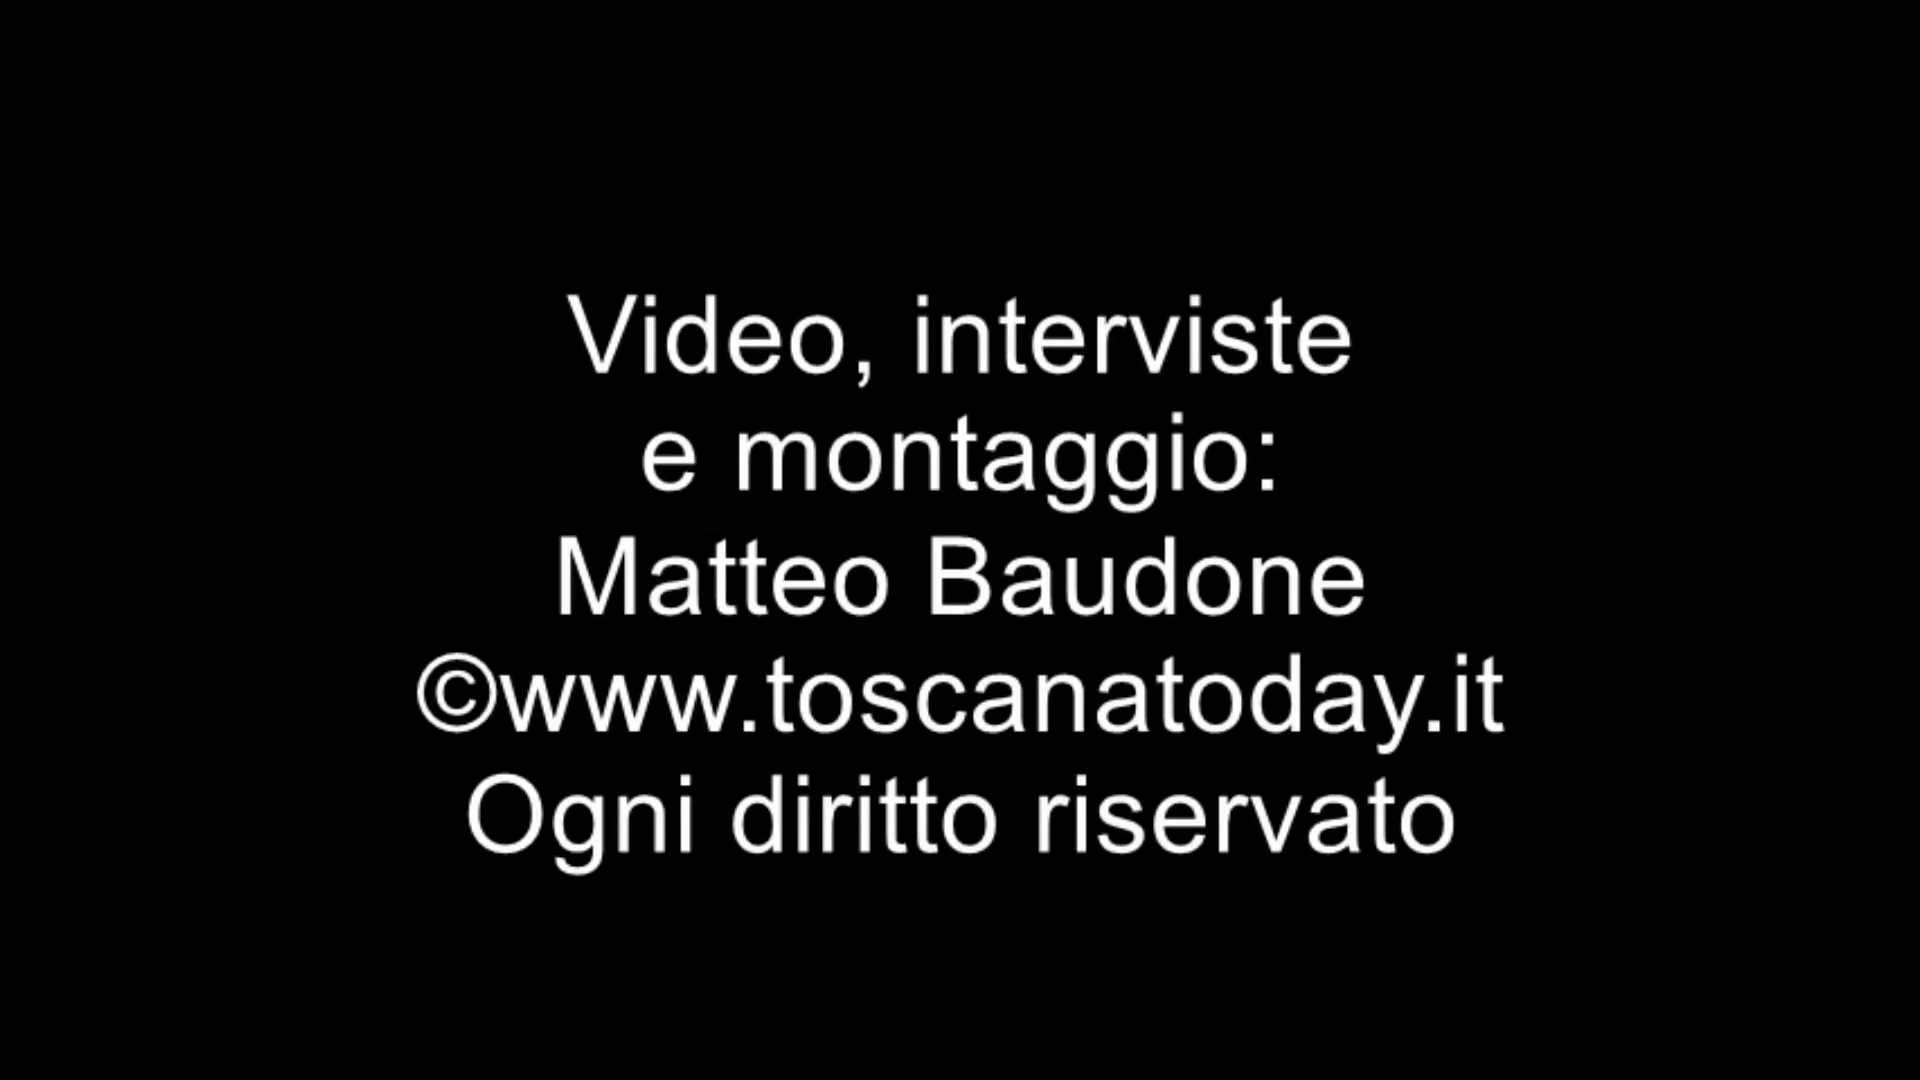 Video, interviste
e montaggio:
Matteo Baudone
©www.toscanatoday.it
Ogni diritto riservato